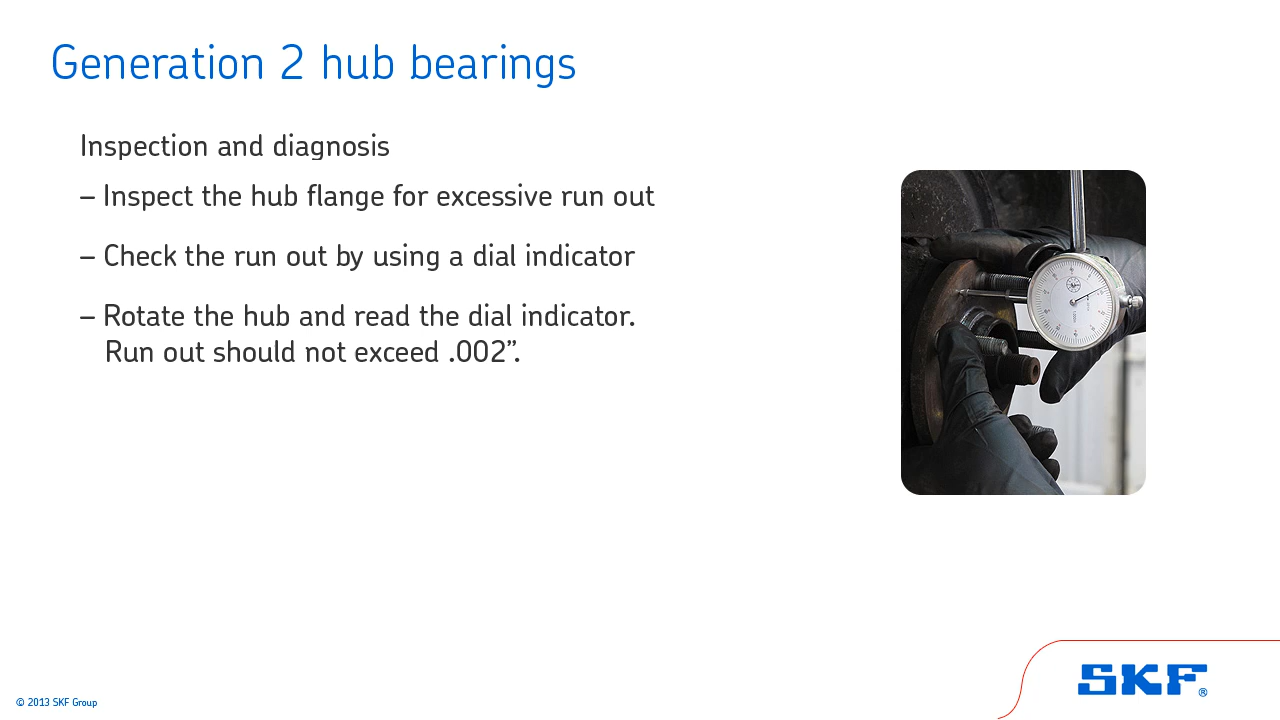 Generation 2 hub bearings
Inspection and diagnosis
– Inspect the hub flange for excessive run out
– Check the run out by using a dial indicator
– Rotate the hub and read the dial indicator.
Run out should not exceed .002”.
© 2013 SKF Group
SKF®